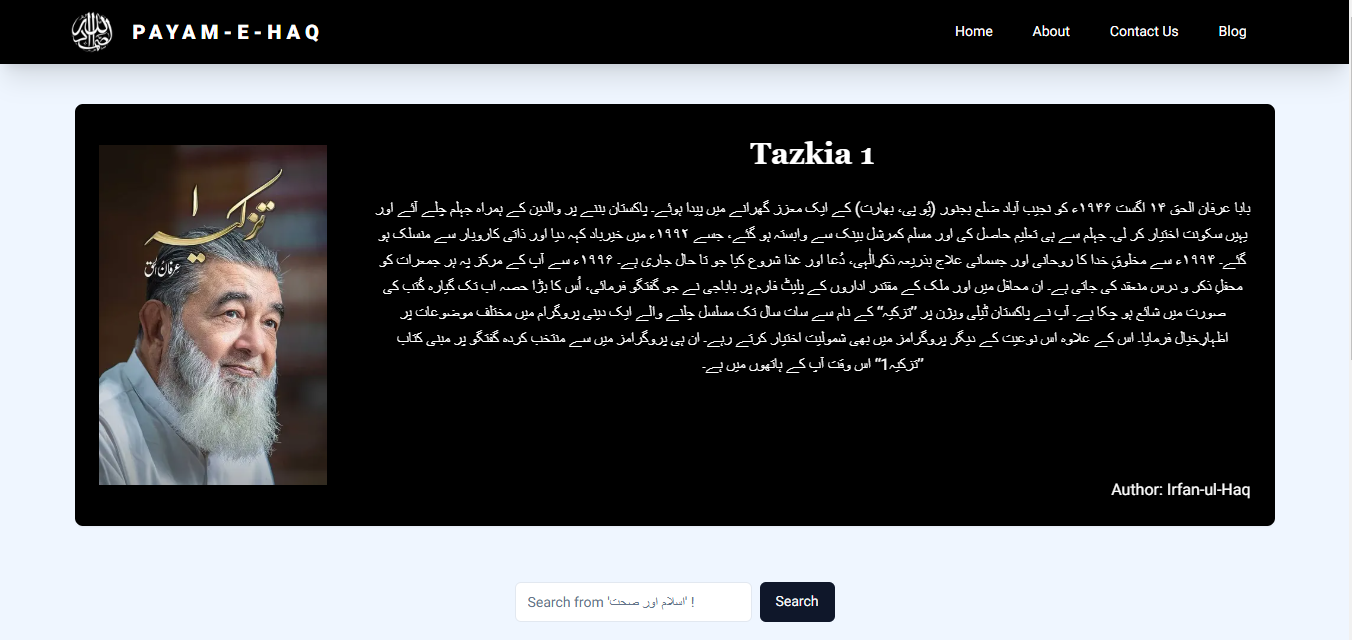 PAYAM-E-HAQ
Home
About
Contact Us
Blog
تزکیہ 1
عرفان الحق
Tazkia 1
بابا عرفان الحق ۱۴ اگست ۱۹۴۶ء کو نجیب آباد ضلع بجنور (یُو پی، بھارت) کے ایک معزز گھرانے میں پیدا ہوئے۔ پاکستان بننے پر والدین کے ہمراہ جہلم چلے آئے اور
یہیں سکونت اختیار کر لی۔ جہلم سے ہی تعلیم حاصل کی اور مسلم کمرشل بینک سے وابستہ ہو گئے، جسے ۱۹۹۲ء میں خیرباد کہہ دیا اور ذاتی کاروبار سے منسلک ہو
گئے۔ ۱۹۹۴ء سے مخلوقِ خدا کا روحانی اور جسمانی علاج بذریعہ ذکرِالٰہی، دُعا اور غذا شروع کیا جو تا حال جاری ہے۔ ۱۹۹۶ء سے آپ کے مرکز پہ ہر جمعرات کو
محفلِ ذکر و درس منعقد کی جاتی ہے۔ ان محافل میں اور ملک کے مقتدر اداروں کے پلیٹ فارم پر باباجی نے جو گفتگو فرمائی، اُس کا بڑا حصہ اب تک گیارہ کُتب کی
صورت میں شائع ہو چکا ہے۔ آپ نے پاکستان ٹیلی ویژن پر ”تزکیہ“ کے نام سے سات سال تک مسلسل چلنے والے ایک دینی پروگرام میں مختلف موضوعات پر
اظہارِخیال فرمایا۔ اس کے علاوہ اس نوعیت کے دیگر پروگرامز میں بھی شمولیت اختیار کرتے رہے۔ ان ہی پروگرامز میں سے منتخب کردہ گفتگو پر مبنی کتاب
”تزکیہ1“ اس وقت آپ کے ہاتھوں میں ہے۔
Author: Irfan-ul-Haq
Search from 'اسلام اور صحت' !
Search